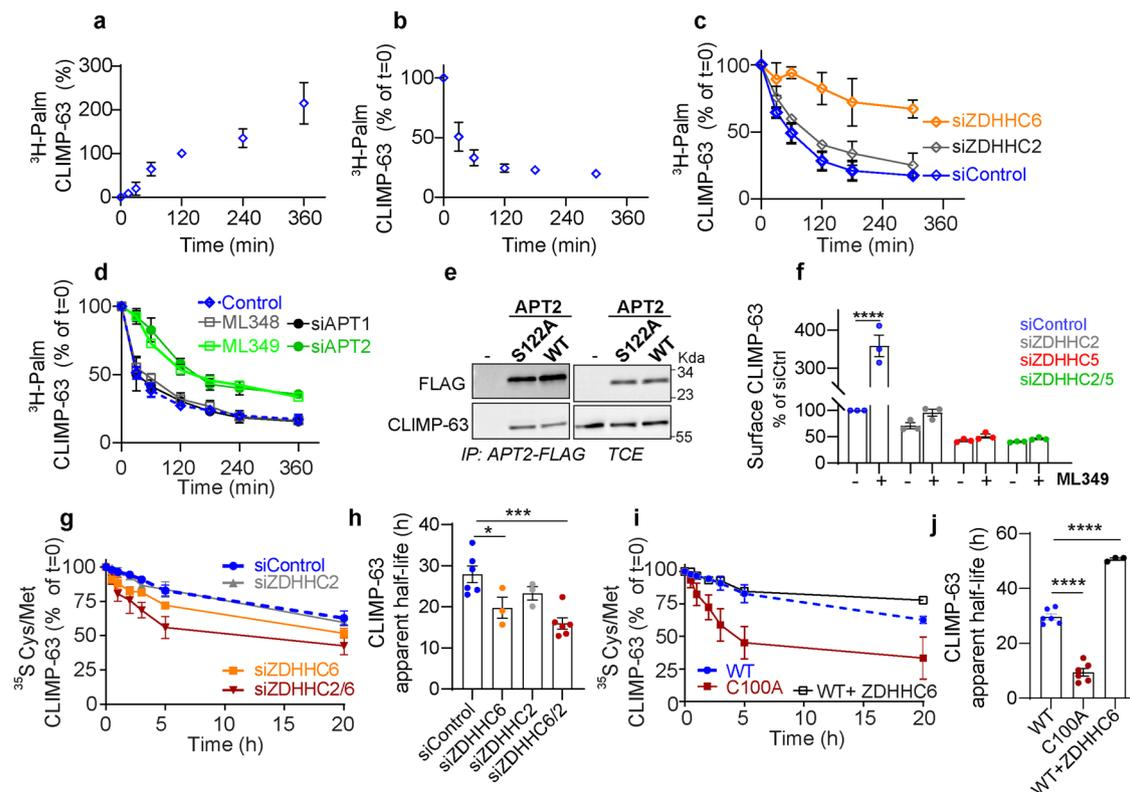 a
³H-Palm
CLIMP-63 (%)
300
200
100
0
0 120 240 360
Time (min)
b
³H-Palm
CLIMP-63 (% of t=0)
100
50
0
0 120 240 360
Time (min)
c
³H-Palm
CLIMP-63 (% of t=0)
100
50
0
0 120 240 360
Time (min)
siZDHHC6
siZDHHC2
siControl
d
³H-Palm
CLIMP-63 (% of t=0)
100
50
0
0 120 240 360
Time (min)
Control
ML348
siAPT1
ML349
siAPT2
e
APT2 APT2
- S122A WT - S122A WT
Kda
FLAG
34
23
CLIMP-63
55
IP: APT2-FLAG TCE
f
Surface CLIMP-63
% of siCtrl
400
300
100
50
0
****
siControl
siZDHHC2
siZDHHC5
siZDHHC2/5
- + - + - + - + ML349
g
³⁵S Cys/Met
CLIMP-63 (% of t=0)
100
75
50
25
0
0 5 10 15 20
Time (h)
siControl
siZDHHC2
siZDHHC6
siZDHHC2/6
h
CLIMP-63
apparent half-life (h)
40
30
20
10
0
***
*
siControl
siZDHHC6
siZDHHC2
siZDHHC6/2
i
³⁵S Cys/Met
CLIMP-63 (% of t=0)
100
75
50
25
0
0 5 10 15 20
Time (h)
WT
C100A
WT+ ZDHHC6
j
CLIMP-63
apparent half-life (h)
60
40
20
0
****
****
WT
C100A
WT+ZDHHC6